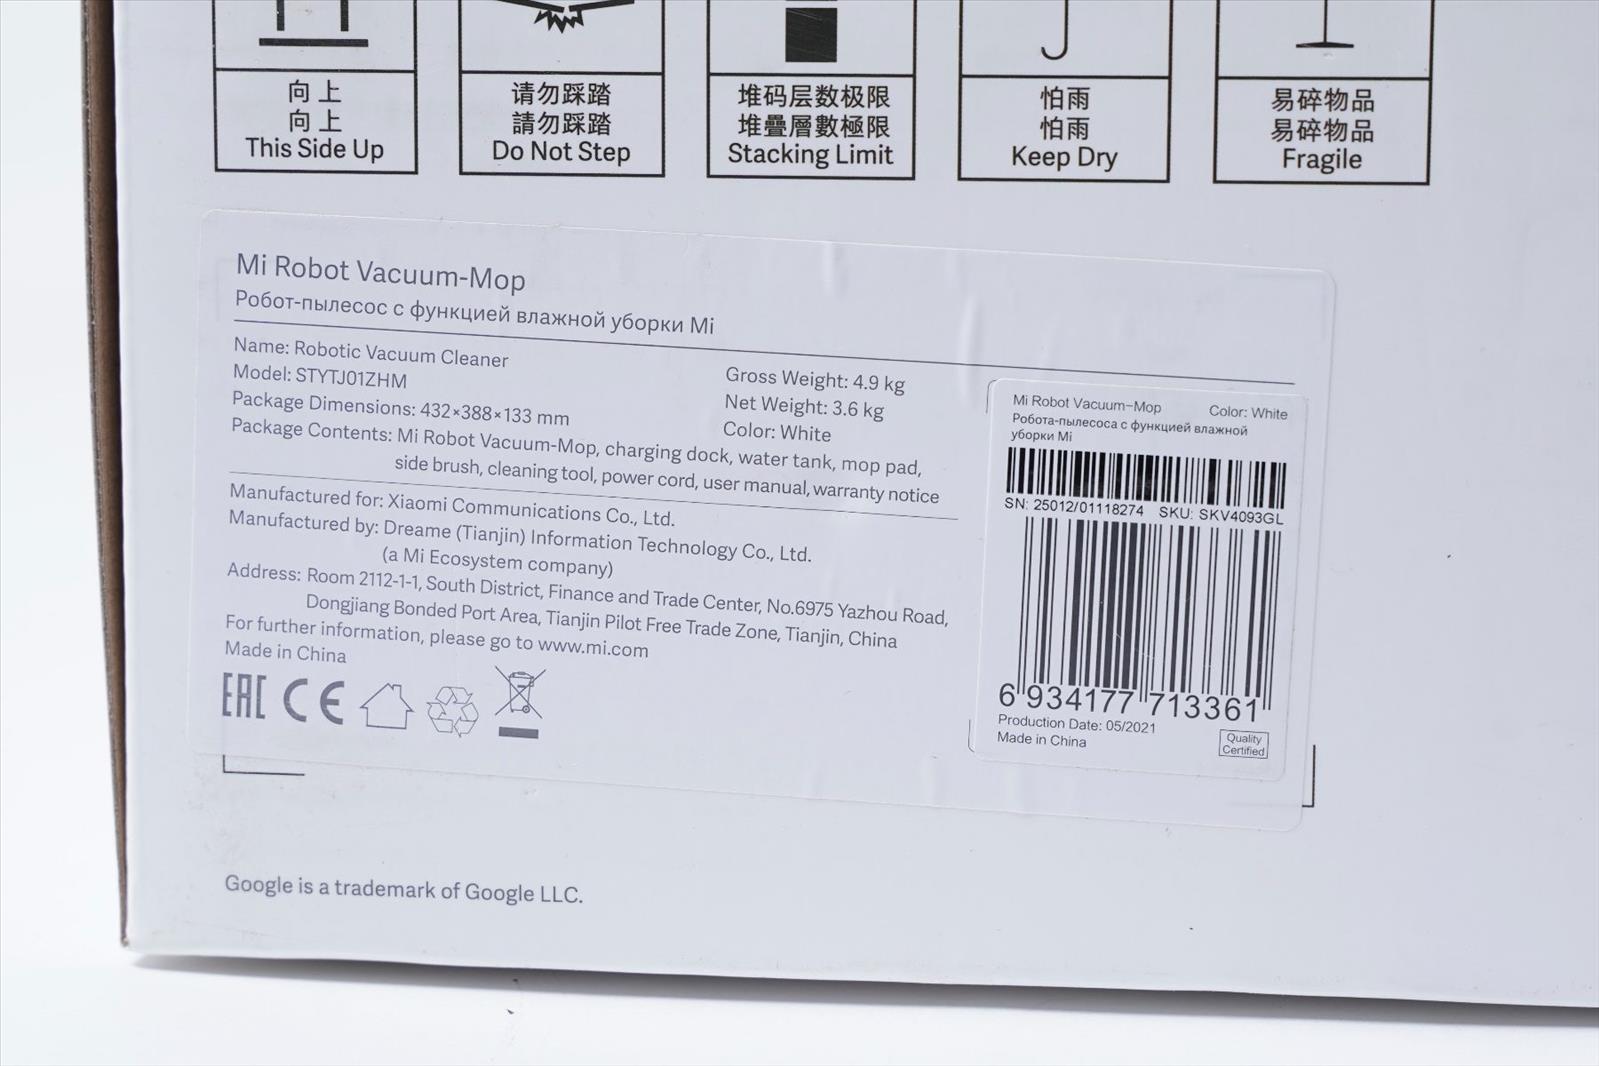 向上
向上
This Side Up
请勿踩踏
請勿踩踏
Do Not Step
堆码层数极限
堆疊層數極限
Stacking Limit
怕雨
怕雨
Keep Dry
易碎物品
易碎物品
Fragile
Mi Robot Vacuum-Mop
Робот-пылесос с функцией влажной уборки Mi
Name: Robotic Vacuum Cleaner
Model: STYTJ01ZHM
Package Dimensions: 432×388×133 mm
Gross Weight: 4.9 kg
Net Weight: 3.6 kg
Color: White
Package Contents: Mi Robot Vacuum-Mop, charging dock, water tank, mop pad,
side brush, cleaning tool, power cord, user manual, warranty notice
Manufactured for: Xiaomi Communications Co., Ltd.
Manufactured by: Dreame (Tianjin) Information Technology Co., Ltd.
(a Mi Ecosystem company)
Address: Room 2112-1-1, South District, Finance and Trade Center, No.6975 Yazhou Road,
Dongjiang Bonded Port Area, Tianjin Pilot Free Trade Zone, Tianjin, China
For further information, please go to www.mi.com
Made in China
EAC CE
Mi Robot Vacuum-Mop Color: White
Робота-пылесоса с функцией влажной
уборки Mi
SN: 25012/01118274 SKU: SKV4093GL
6 934177 713361
Production Date: 05/2021
Made in China
Quality
Certified
Google is a trademark of Google LLC.